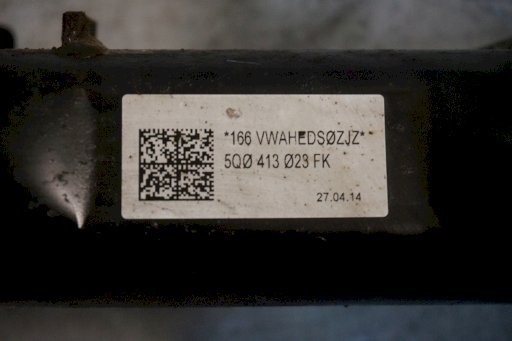 *166 VWAHEDSØZJZ*
5QØ 413 Ø23 FK
27.04.14